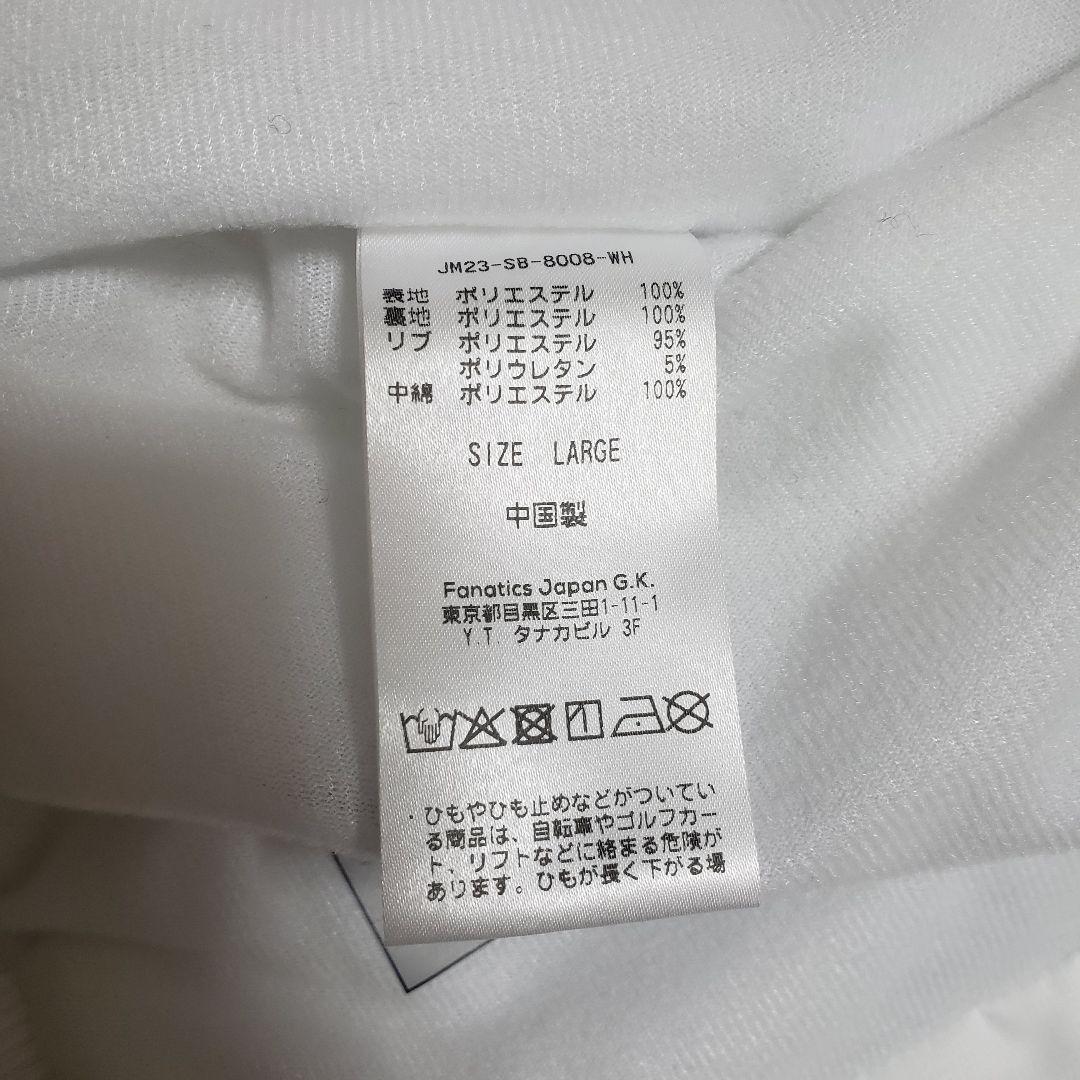 JM23-SB-8008-WH
表地 ポリエステル 100%
裏地 ポリエステル 100%
リブ ポリエステル 95%
ポリウレタン 5%
中綿 ポリエステル 100%
SIZE LARGE
中国製
Fanatics Japan G.K.
東京都目黒区三田1-11-1
Y.T タナカビル 3F
・ひもやひも止めなどがついてい
る商品は、自転車やゴルフカー
ト、リフトなどに絡まる危険が
あります。ひもが長く下がる場